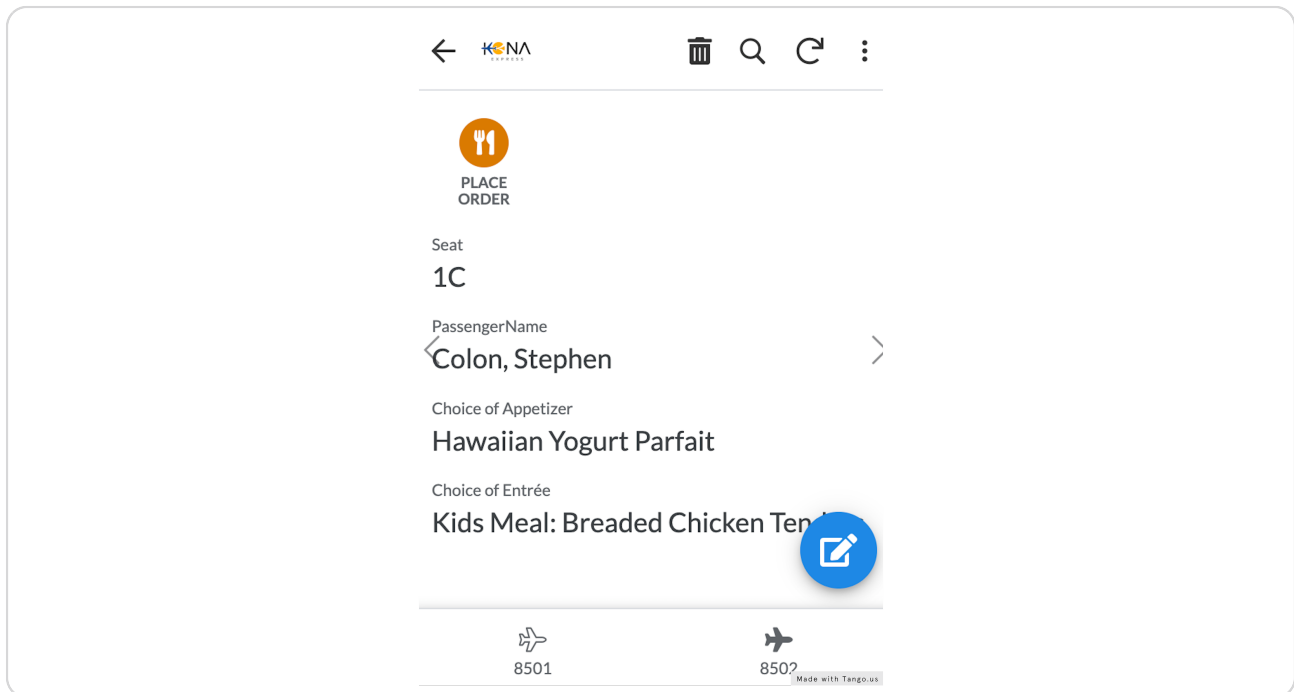 KONA
EXPRESS
PLACE
ORDER
Seat
1C
PassengerName
Colon, Stephen
Choice of Appetizer
Hawaiian Yogurt Parfait
Choice of Entrée
Kids Meal: Breaded Chicken
8501
8502
Made with Tango.us